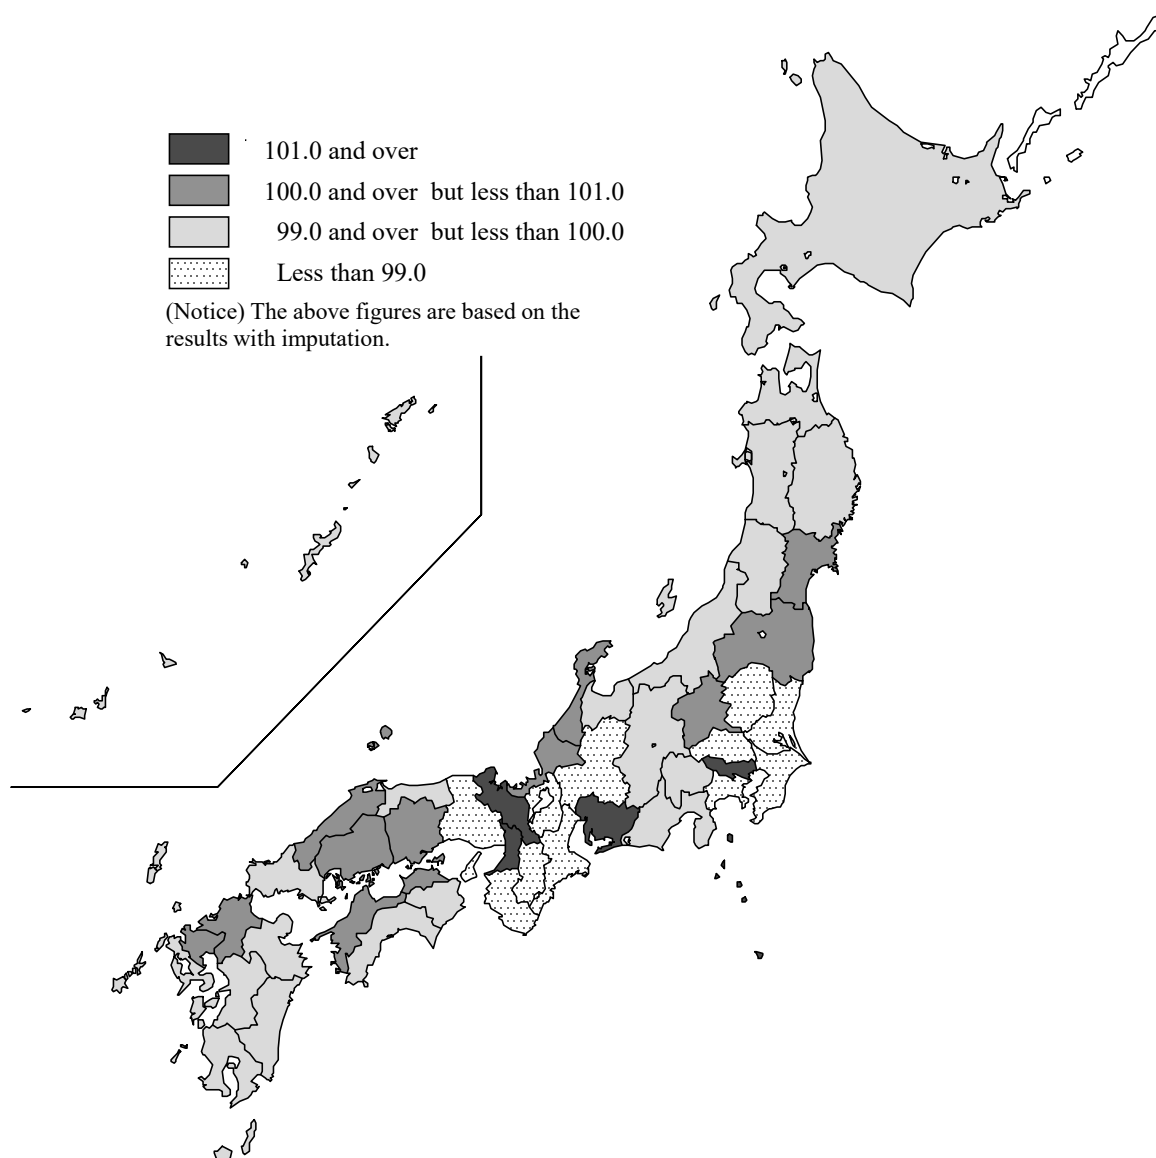 101.0 and over
100.0 and over but less than 101.0
99.0 and over but less than 100.0
Less than 99.0
(Notice) The above figures are based on the
results with imputation.